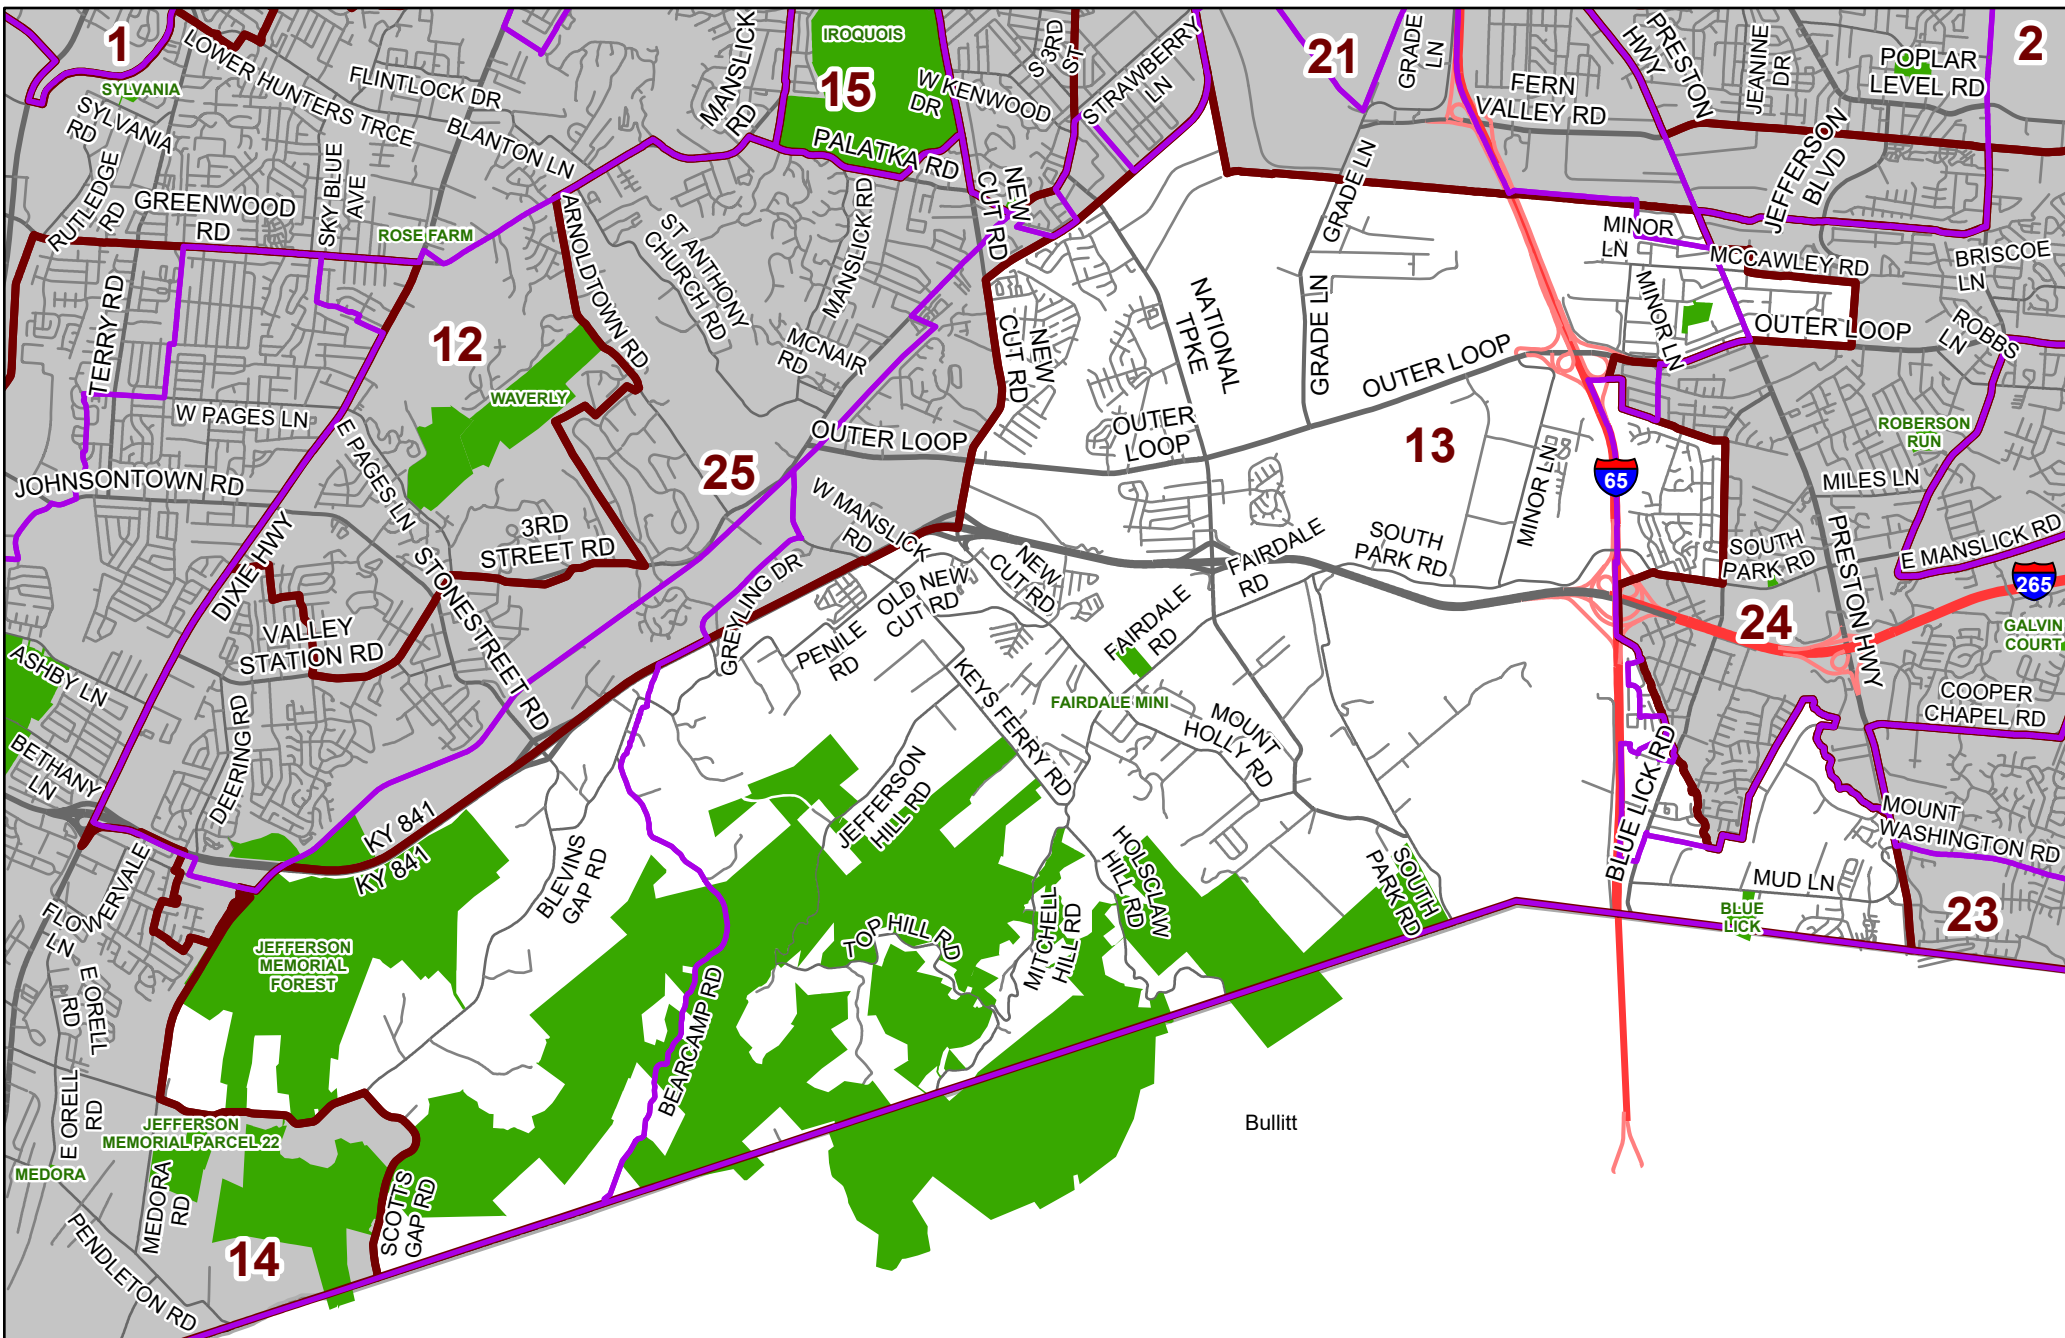 1
SYLVANIA
LOWER HUNTERS TRCE
FLINTLOCK DR
MANSLICK
RD
IROQUOIS
15
W KENWOOD
DR
S 3RD
ST
STRAWBERRY
LN
21
GRADE
LN
FERN
VALLEY RD
PRESTON
HWY
JEANNINE
DR
POPLAR
LEVEL RD
2
SYLVANIA
RD
BLANTON LN
PALATKA RD
RUTLEDGE
RD
GREENWOOD
RD
SKY BLUE
AVE
ROSE FARM
ARNOLDTOWN RD
ST ANTHONY
CHURCH RD
MANSLICK RD
NEW
CUT RD
GRADE LN
MINOR
LN
MCCAWLEY RD
JEFFERSON
BLVD
BRISCOE
LN
TERRY RD
12
MCNAIR
RD
NEW
CUT RD
NATIONAL
TPKE
GRADE LN
OUTER LOOP
MINOR LN
OUTER LOOP
ROBBS
LN
W PAGES LN
WAVERLY
E PAGES LN
OUTER LOOP
OUTER
LOOP
13
ROBERSON
RUN
JOHNSONTOWN RD
25
W MANSLICK
RD
MINOR LN
65
MILES LN
DIXIE HWY
3RD
STREET RD
STONESTREET RD
GREYLING DR
NEW
CUT RD
FAIRDALE
RD
SOUTH
PARK RD
SOUTH
PARK RD
PRESTON HWY
E MANSLICK RD
265
VALLEY
STATION RD
OLD NEW
CUT RD
PENILE
RD
FAIRDALE
RD
24
GALVIN
COURT
ASHBY LN
KEYS FERRY RD
FAIRDALE MINI
MOUNT
HOLLY RD
COOPER
CHAPEL RD
BETHANY
LN
DEERING RD
JEFFERSON
HILL RD
BLUE LICK RD
MOUNT
WASHINGTON RD
KY 841
KY 841
FLOWERVALE
LN
BLEVINS
GAP RD
HOLSCLAW
HILL RD
SOUTH
PARK RD
MUD LN
BLUE
LICK
23
JEFFERSON
MEMORIAL
FOREST
TOP HILL RD
MITCHELL
HILL RD
E ORELL
RD
BEARCAMP RD
E ORELL
RD
JEFFERSON
MEMORIAL PARCEL 22
Bullitt
MEDORA
MEDORA
RD
SCOTTS
GAP RD
PENDLETON RD
14